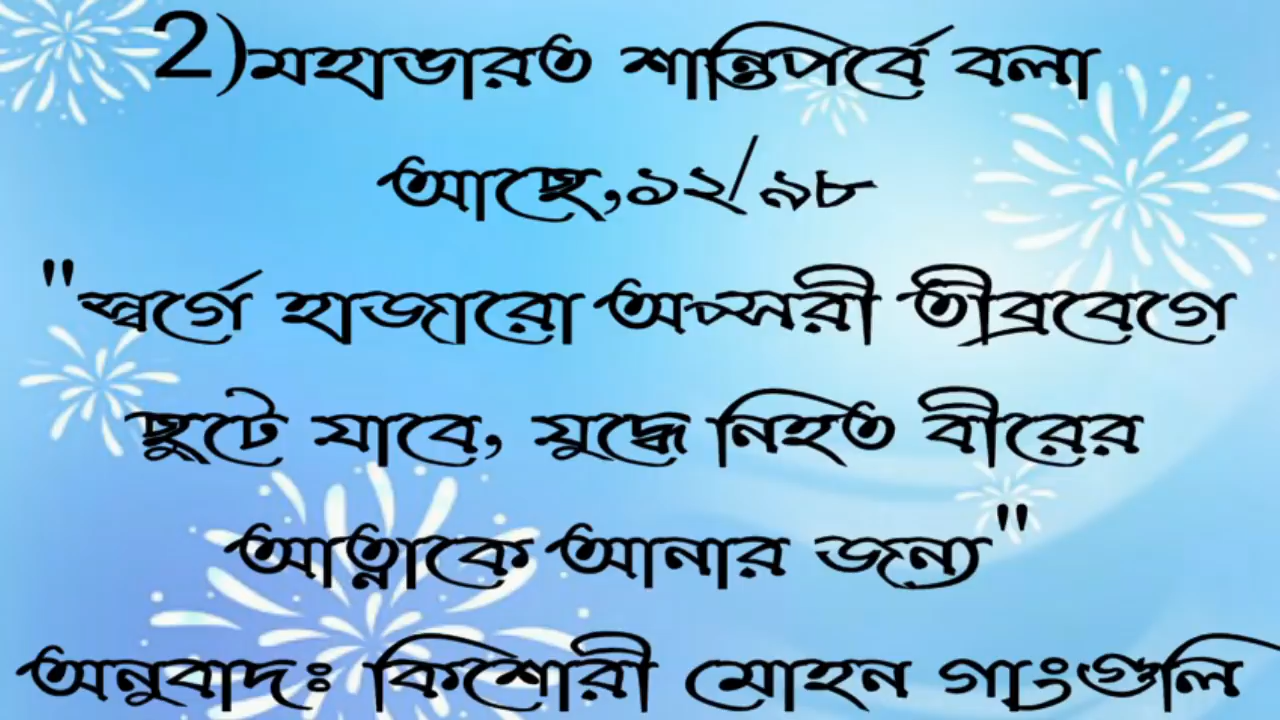 2)মহাভারত শান্তিপর্বে বলা
আছে,১২/৯৮
"স্বর্গে হাজারো অপ্সরী তীব্রবেগে
ছুটে যাবে, যুদ্ধে নিহত বীরের
আত্নাকে আনার জন্য"
অনুবাদঃ কিশোরী মোহন গাংগুলি